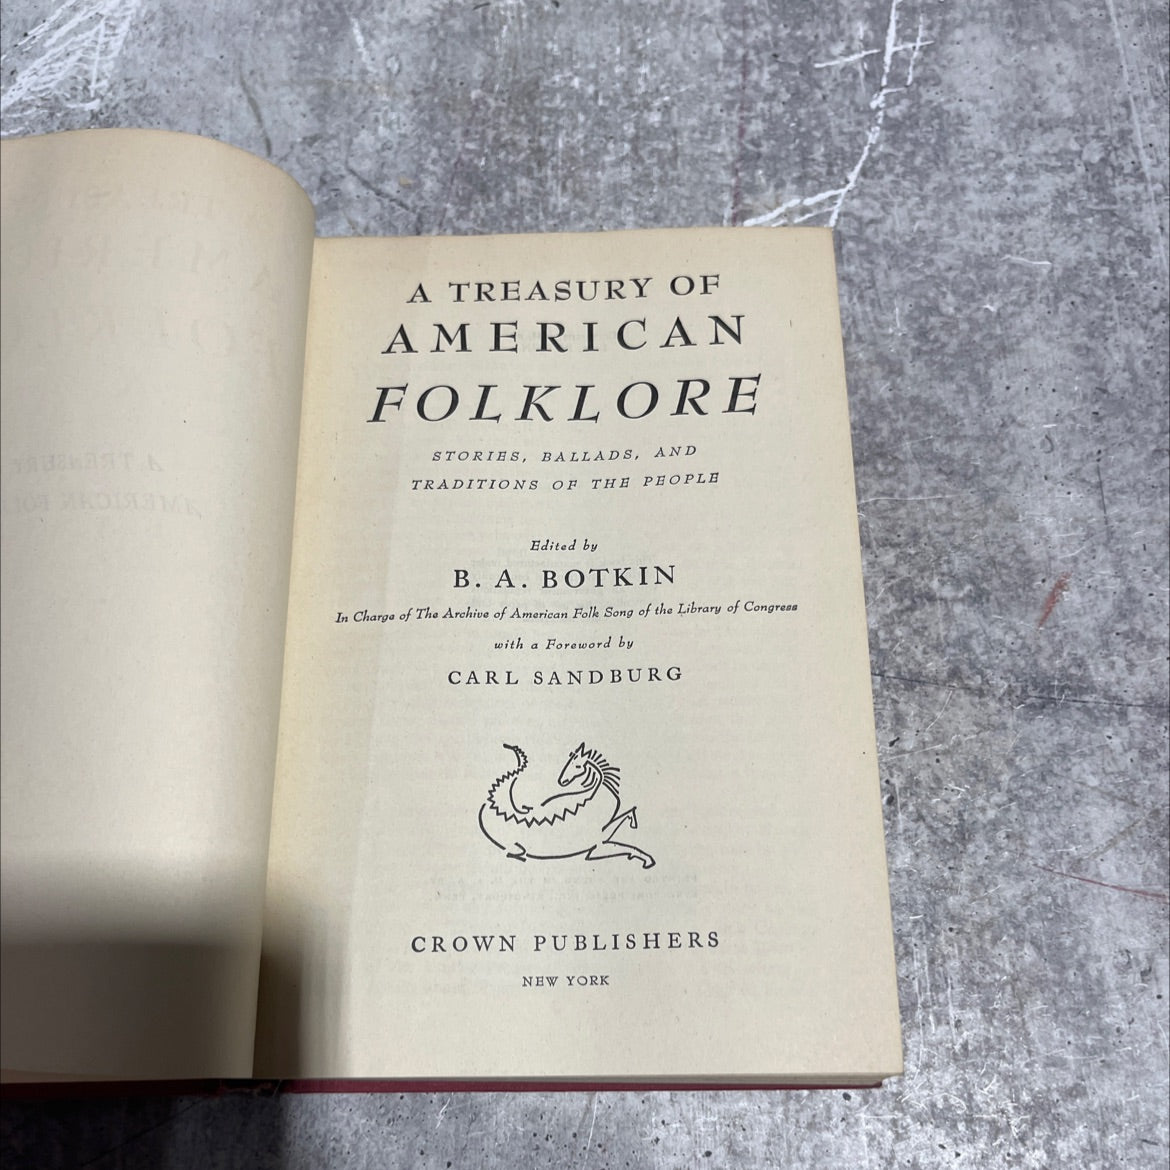 A TREASURY OF
AMERICAN
FOLKLORE
STORIES, BALLADS, AND
TRADITIONS OF THE PEOPLE
Edited by
B. A. BOTKIN
In Charge of The Archive of American Folk Song of the Library of Congress
with a Foreword by
CARL SANDBURG
CROWN PUBLISHERS
NEW YORK